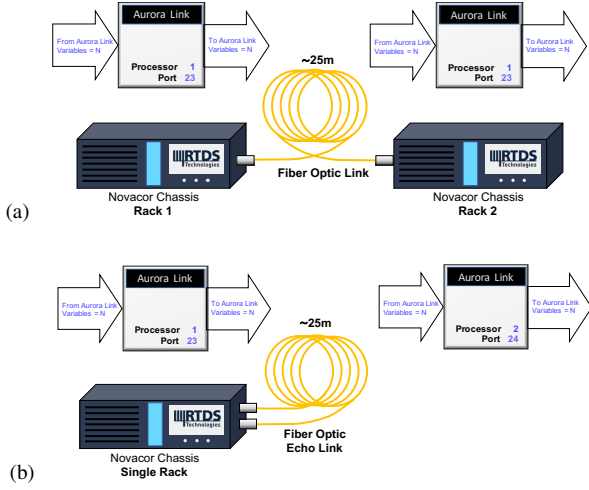 Aurora Link
From Aurora Link
Variables = N
To Aurora Link
Variables = N
Processor 1
Port 23
Aurora Link
From Aurora Link
Variables = N
To Aurora Link
Variables = N
Processor 1
Port 23
~25m
RTDS
Technologies
RTDS
Technologies
Fiber Optic Link
Novacor Chassis
Rack 1
Novacor Chassis
Rack 2
(a)
Aurora Link
From Aurora Link
Variables = N
To Aurora Link
Variables = N
Processor 1
Port 23
Aurora Link
From Aurora Link
Variables = N
To Aurora Link
Variables = N
Processor 2
Port 24
~25m
RTDS
Technologies
Fiber Optic
Echo Link
Novacor Chassis
Single Rack
(b)